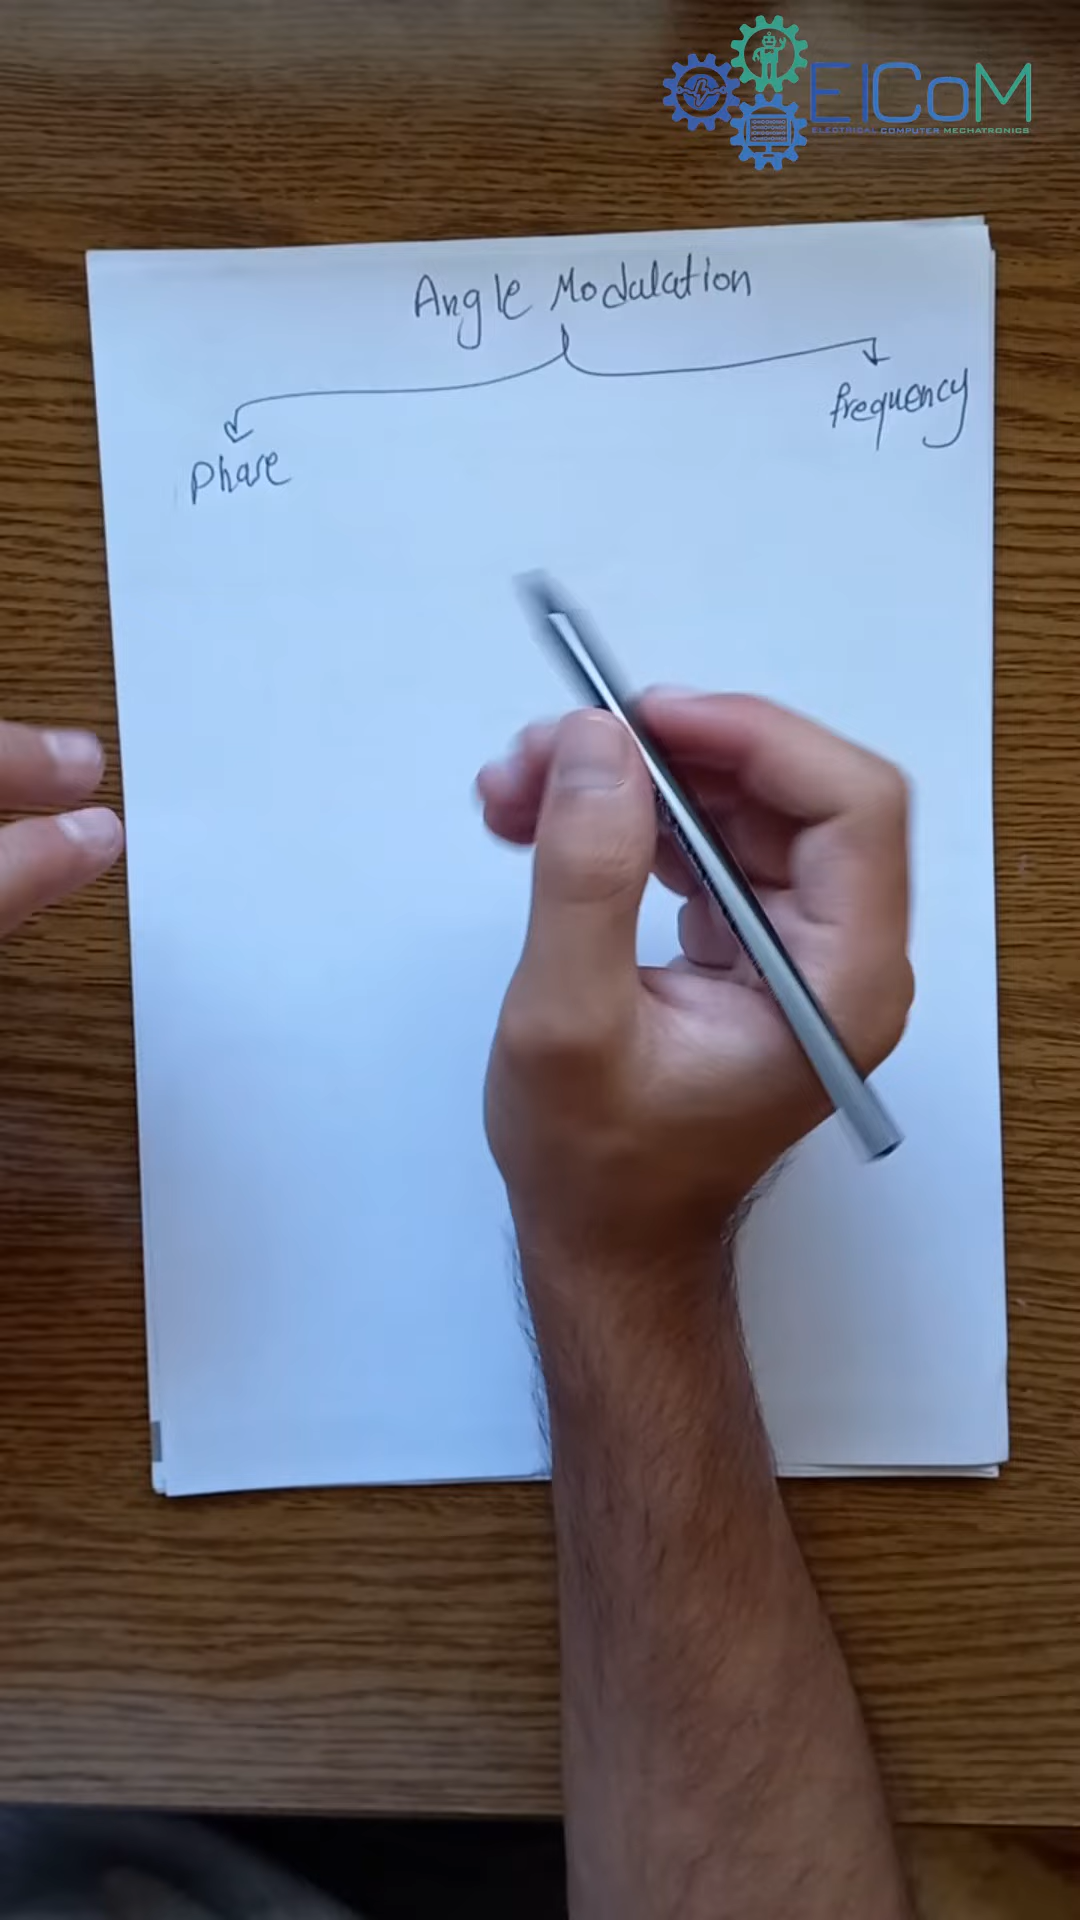 EICoM
ELECTRICAL COMPUTER MECHATRONICS
Angle Modulation
Phase
frequency